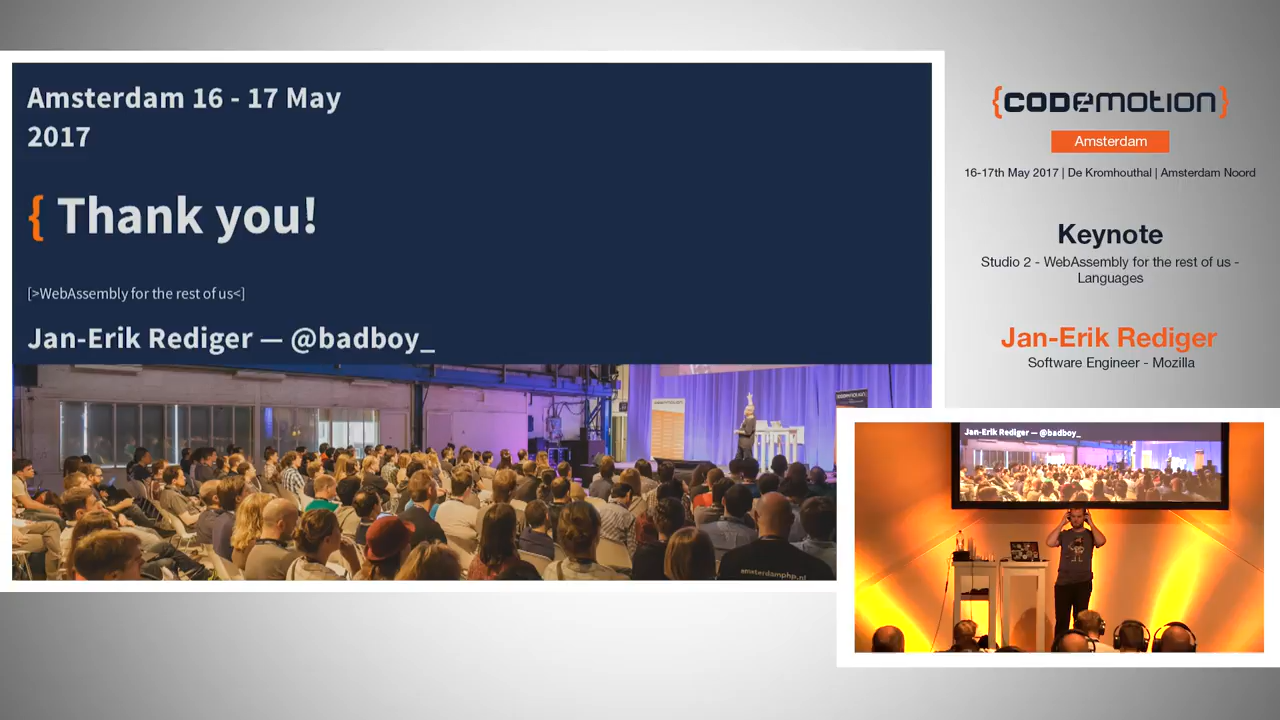 Amsterdam 16 - 17 May
2017
{ Thank you!
[>WebAssembly for the rest of us<]
Jan-Erik Rediger — @badboy_
amsterdamphp.nl
{CODEMOTION}
Amsterdam
16-17th May 2017 | De Kromhouthal | Amsterdam Noord
Keynote
Studio 2 - WebAssembly for the rest of us -
Languages
Jan-Erik Rediger
Software Engineer - Mozilla
Jan-Erik Rediger — @badboy_